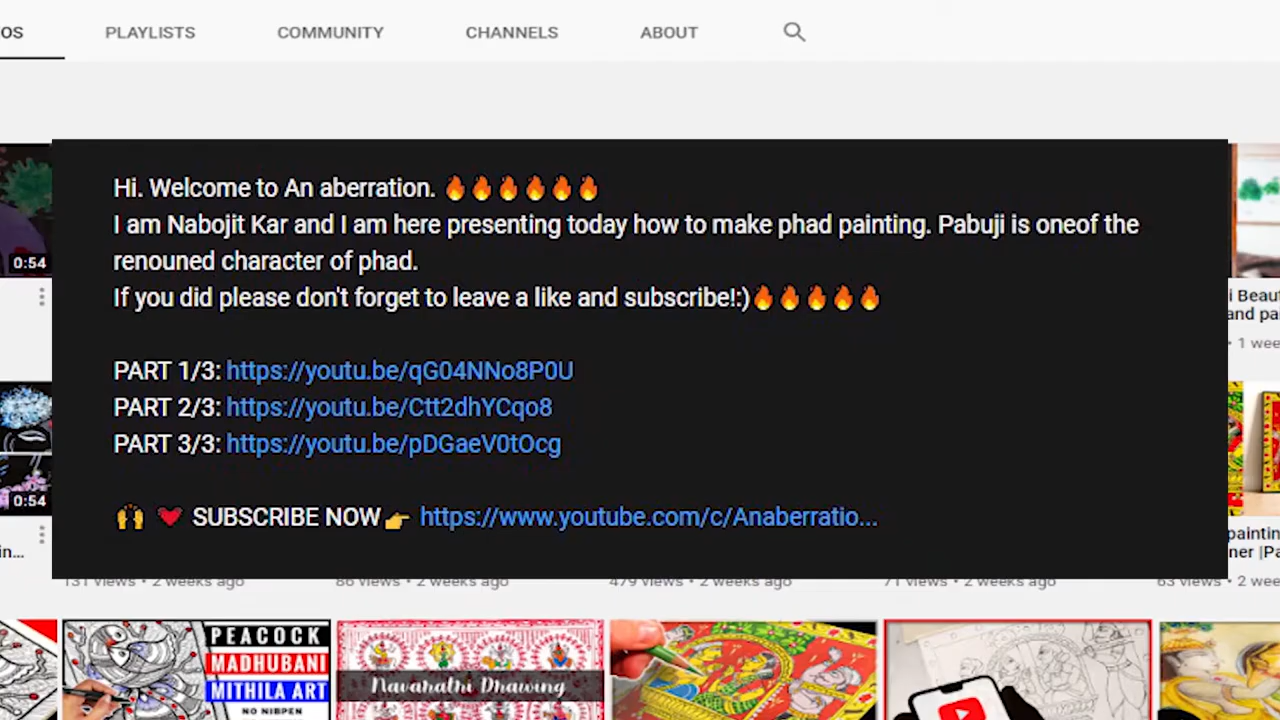 OS PLAYLISTS COMMUNITY CHANNELS ABOUT
Hi. Welcome to An aberration. 🔥🔥🔥🔥🔥🔥
I am Nabojit Kar and I am here presenting today how to make phad painting. Pabuji is oneof the
renouned character of phad.
If you did please don't forget to leave a like and subscribe!:)🔥🔥🔥🔥🔥
PART 1/3: https://youtu.be/qG04NNo8P0U
PART 2/3: https://youtu.be/Ctt2dhYCqo8
PART 3/3: https://youtu.be/pDGaeV0tOcg
🙌 💓 SUBSCRIBE NOW👉 https://www.youtube.com/c/Anaberratio...
0:54
0:54
in...
i Beau
and pa
• 1 wee
paintin
ner |Pa
131 views • 2 weeks ago
86 views • 2 weeks ago
479 views • 2 weeks ago
71 views • 2 weeks ago
63 views • 2 wee
PEACOCK
MADHUBANI
MITHILA ART
NO NIBPEN
Navarathi Drawing